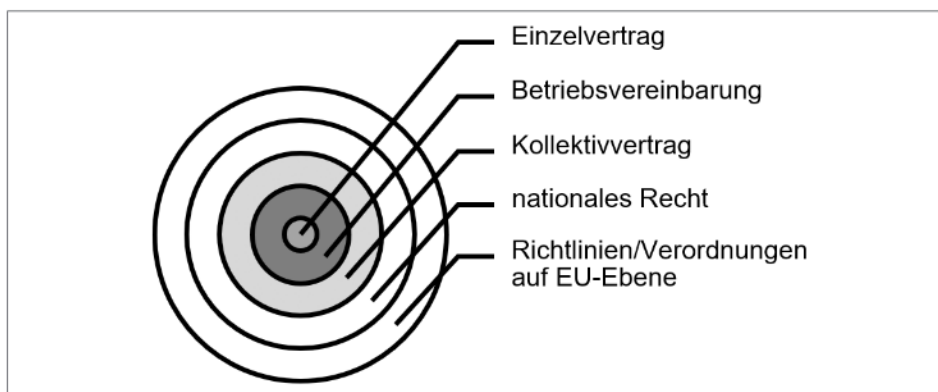 Einzelvertrag
Betriebsvereinbarung
Kollektivvertrag
nationales Recht
Richtlinien/Verordnungen
auf EU-Ebene